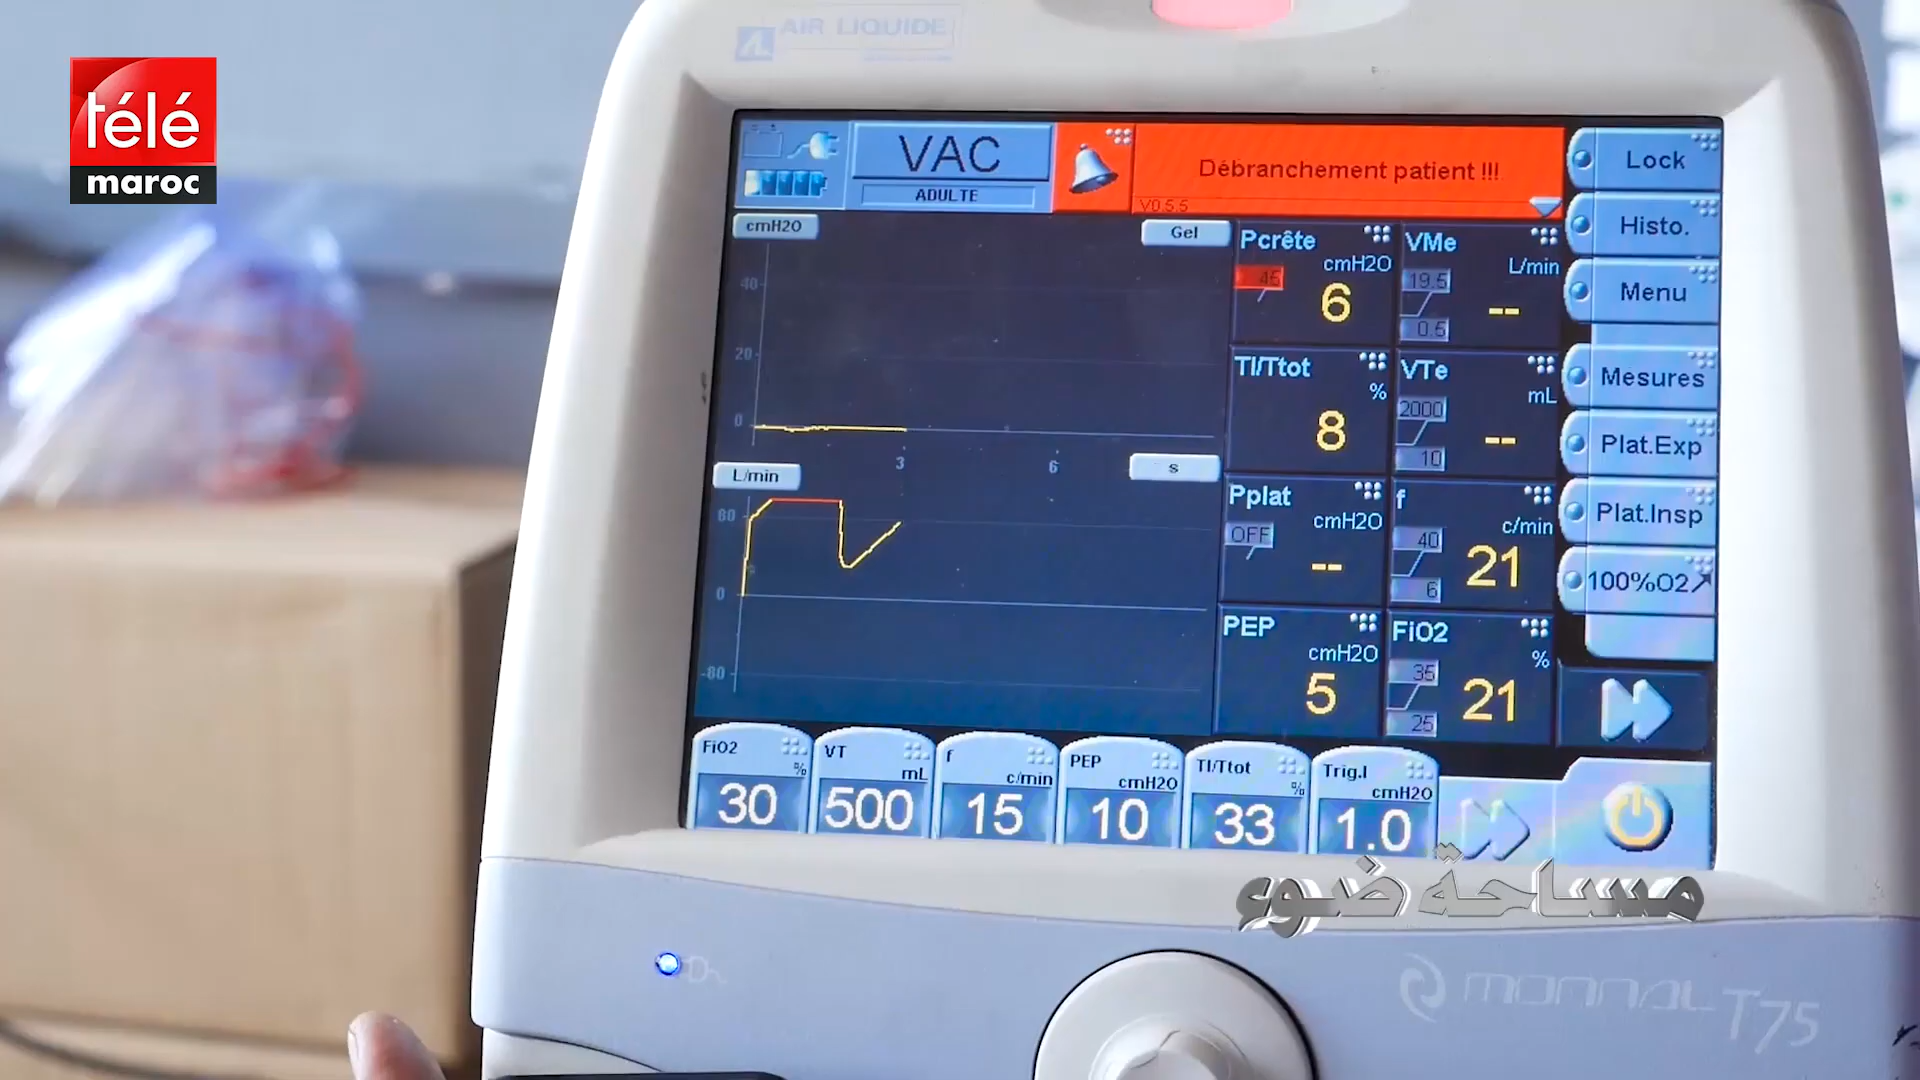 télé
maroc
AIR LIQUIDE
VAC
ADULTE
Débranchement patient !!!
V0.5.5
Lock
Histo.
Menu
Mesures
Plat.Exp
Plat.Insp
100%O2
cmH2O
Gel
40
20
0
3
6
s
L/min
80
0
-80
Pcrête
cmH2O
45
6
VMe
L/min
19.5
0.5
--
TI/Ttot
%
8
VTe
mL
2000
10
--
Pplat
cmH2O
OFF
--
f
c/min
40
6
21
PEP
cmH2O
5
FiO2
%
35
25
21
FiO2
%
30
VT
mL
500
f
c/min
15
PEP
cmH2O
10
TI/Ttot
%
33
Trig.I
cmH2O
1.0
مساحة ضوء
monnal T75